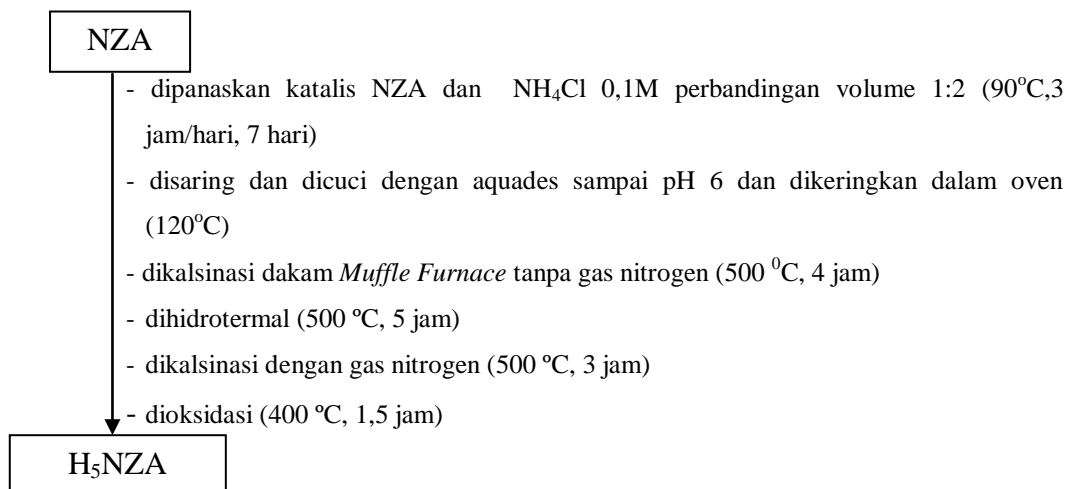 NZA
- dipanaskan katalis NZA dan NH₄Cl 0,1M perbandingan volume 1:2 (90°C,3
jam/hari, 7 hari)
- disaring dan dicuci dengan aquades sampai pH 6 dan dikeringkan dalam oven
(120°C)
- dikalsinasi dakam Muffle Furnace tanpa gas nitrogen (500 ⁰C, 4 jam)
- dihidrotermal (500 ºC, 5 jam)
- dikalsinasi dengan gas nitrogen (500 ºC, 3 jam)
- dioksidasi (400 ºC, 1,5 jam)
H₅NZA